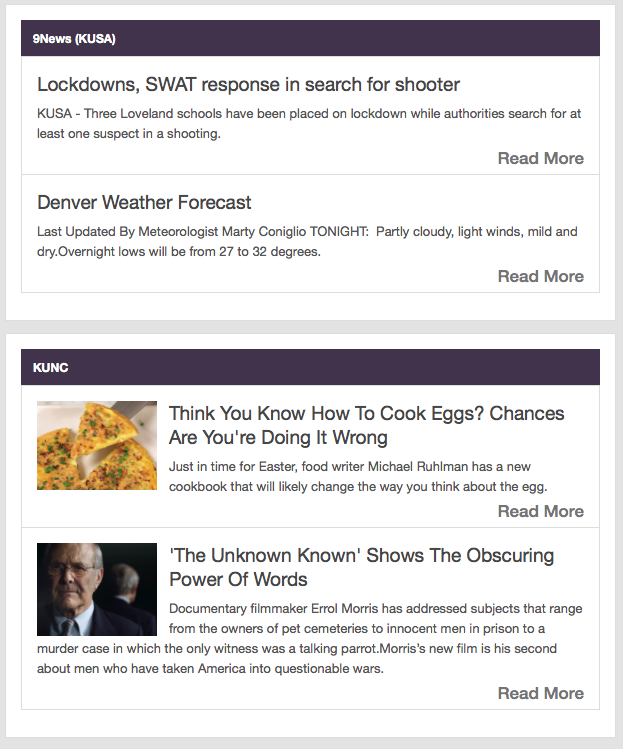 9News (KUSA)
Lockdowns, SWAT response in search for shooter
KUSA - Three Loveland schools have been placed on lockdown while authorities search for at
least one suspect in a shooting.
Read More
Denver Weather Forecast
Last Updated By Meteorologist Marty Coniglio TONIGHT:  Partly cloudy, light winds, mild and
dry.Overnight lows will be from 27 to 32 degrees.
Read More
KUNC
Think You Know How To Cook Eggs? Chances
Are You're Doing It Wrong
Just in time for Easter, food writer Michael Ruhlman has a new
cookbook that will likely change the way you think about the egg.
Read More
'The Unknown Known' Shows The Obscuring
Power Of Words
Documentary filmmaker Errol Morris has addressed subjects that range
from the owners of pet cemeteries to innocent men in prison to a
murder case in which the only witness was a talking parrot.Morris’s new film is his second
about men who have taken America into questionable wars.
Read More